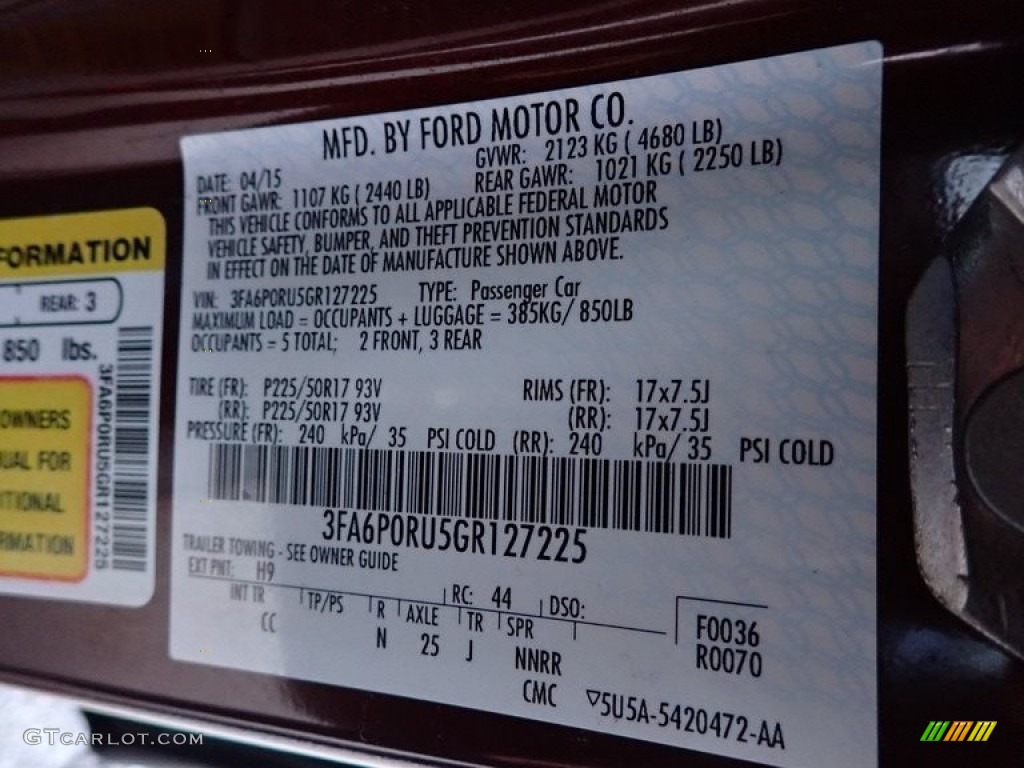 MFD. BY FORD MOTOR CO.
DATE: 04/15 GVWR: 2123 KG ( 4680 LB)
FRONT GAWR: 1107 KG ( 2440 LB) REAR GAWR: 1021 KG ( 2250 LB)
THIS VEHICLE CONFORMS TO ALL APPLICABLE FEDERAL MOTOR
VEHICLE SAFETY, BUMPER, AND THEFT PREVENTION STANDARDS
IN EFFECT ON THE DATE OF MANUFACTURE SHOWN ABOVE.
VIN: 3FA6P0RU5GR127225 TYPE: Passenger Car
MAXIMUM LOAD = OCCUPANTS + LUGGAGE = 385KG/ 850LB
OCCUPANTS = 5 TOTAL; 2 FRONT, 3 REAR
TIRE (FR): P225/50R17 93V RIMS (FR): 17x7.5J
(RR): P225/50R17 93V (RR): 17x7.5J
PRESSURE (FR): 240 kPa/ 35 PSI COLD (RR): 240 kPa/ 35 PSI COLD
3FA6P0RU5GR127225
TRAILER TOWING - SEE OWNER GUIDE
EXT PNT: H9 RC: 44 DSO:
INT TR TP/PS R AXLE TR SPR
CC N 25 J NNRR
CMC
F0036
R0070
▽5U5A-5420472-AA
FORMATION
REAR: 3
850 lbs.
3FA6P0RU5GR127225
OWNERS
UAL FOR
ITIONAL
RMATION
GTCARLOT.COM